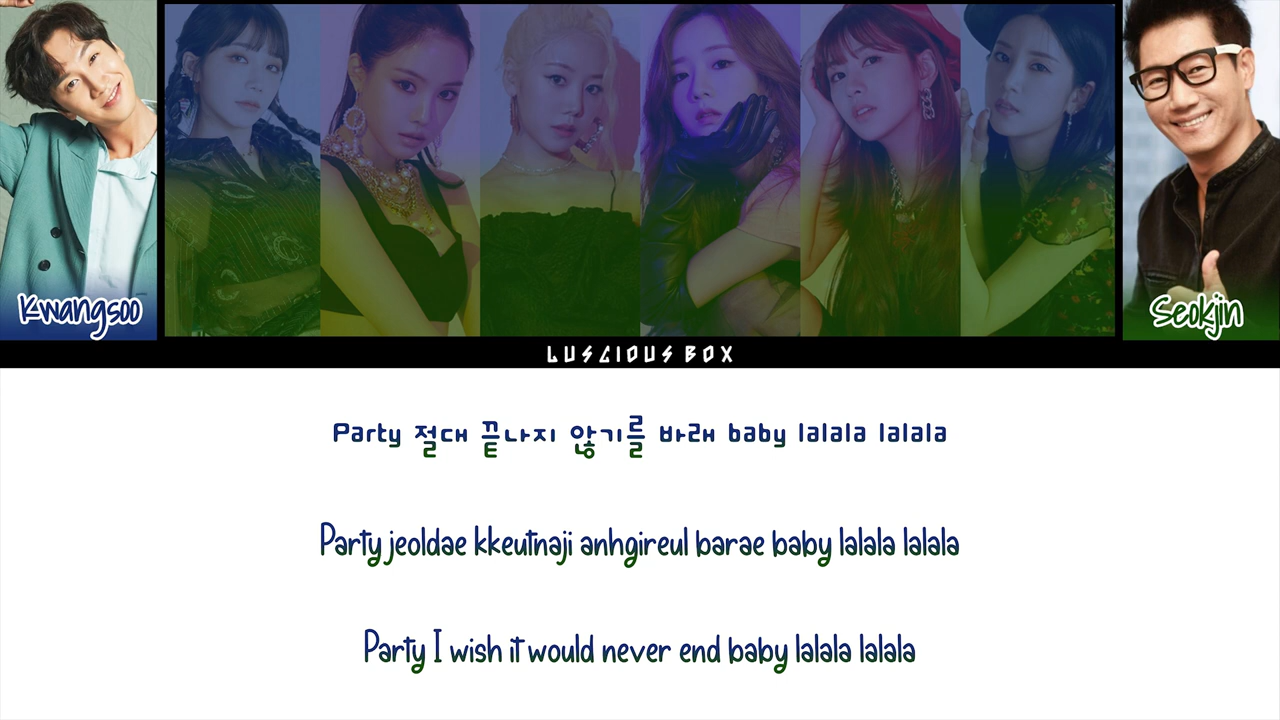 Kwangsoo
Seokjin
LUSCIOUS BOX
Party 절대 끝나지 않기를 바래 baby lalala lalala
Party jeoldae kkeutnaji anhgireul barae baby lalala lalala
Party I wish it would never end baby lalala lalala